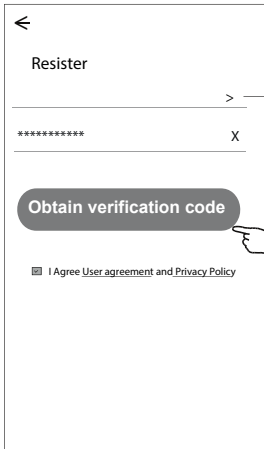 Resister
>
***********
X
Obtain verification code
I Agree User agreement and Privacy Policy